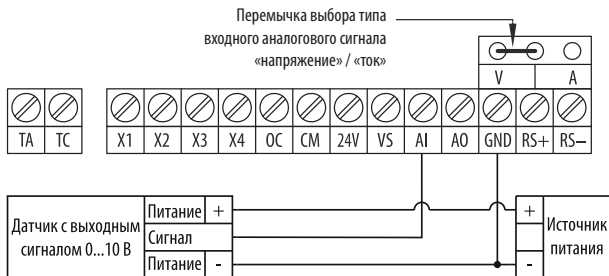 Перемычка выбора типа
входного аналогового сигнала
«напряжение» / «ток»
V A
TA TC X1 X2 X3 X4 OC CM 24V VS AI AO GND RS+ RS–
Датчик с выходным
сигналом 0...10 В
Питание +
Сигнал
Питание -
+
-
Источник
питания